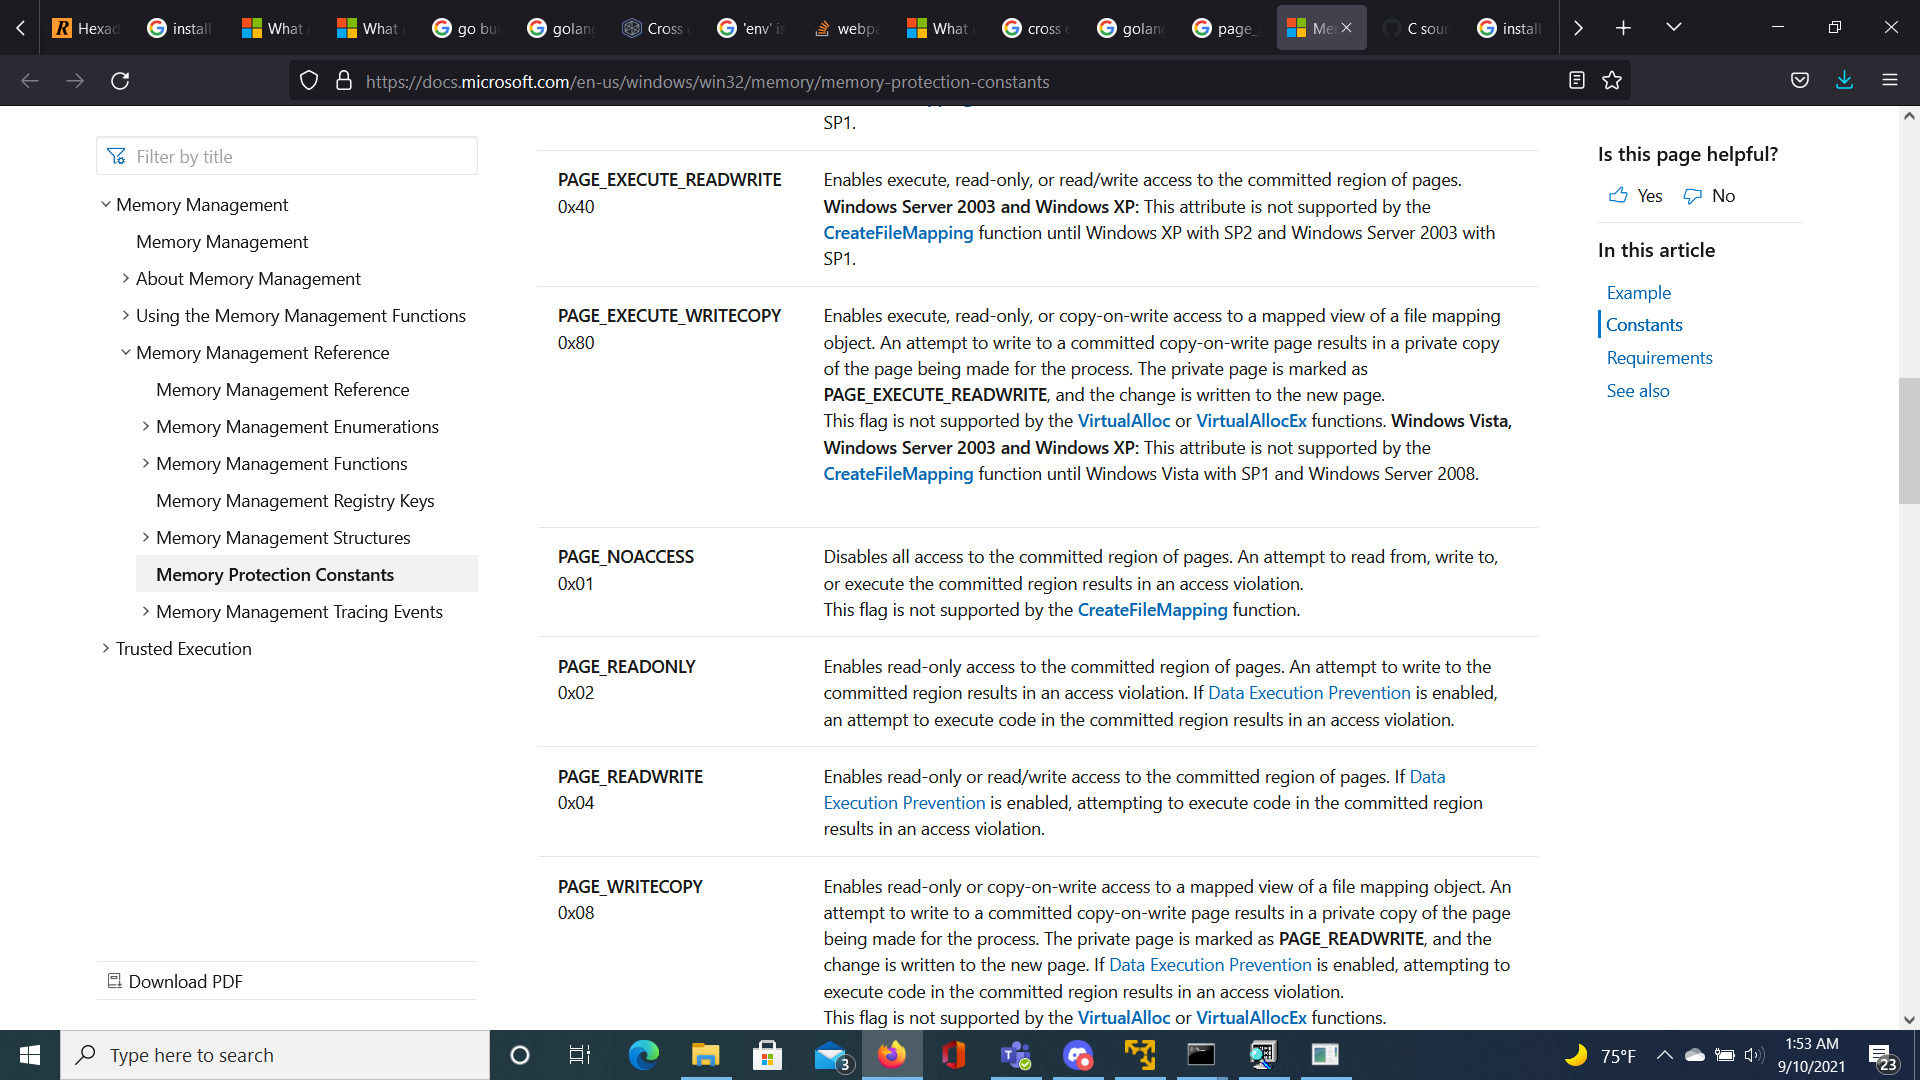 Hexad
install
What i
What i
go bui
golang
Cross
'env' is
webpa
What i
cross c
golang
page_
Me
C sour
install
https://docs.microsoft.com/en-us/windows/win32/memory/memory-protection-constants
Filter by title
Memory Management
Memory Management
About Memory Management
Using the Memory Management Functions
Memory Management Reference
Memory Management Reference
Memory Management Enumerations
Memory Management Functions
Memory Management Registry Keys
Memory Management Structures
Memory Protection Constants
Memory Management Tracing Events
Trusted Execution
Download PDF
SP1.
PAGE_EXECUTE_READWRITE
0x40
Enables execute, read-only, or read/write access to the committed region of pages.
Windows Server 2003 and Windows XP: This attribute is not supported by the
CreateFileMapping function until Windows XP with SP2 and Windows Server 2003 with
SP1.
PAGE_EXECUTE_WRITECOPY
0x80
Enables execute, read-only, or copy-on-write access to a mapped view of a file mapping
object. An attempt to write to a committed copy-on-write page results in a private copy
of the page being made for the process. The private page is marked as
PAGE_EXECUTE_READWRITE, and the change is written to the new page.
This flag is not supported by the VirtualAlloc or VirtualAllocEx functions. Windows Vista,
Windows Server 2003 and Windows XP: This attribute is not supported by the
CreateFileMapping function until Windows Vista with SP1 and Windows Server 2008.
PAGE_NOACCESS
0x01
Disables all access to the committed region of pages. An attempt to read from, write to,
or execute the committed region results in an access violation.
This flag is not supported by the CreateFileMapping function.
PAGE_READONLY
0x02
Enables read-only access to the committed region of pages. An attempt to write to the
committed region results in an access violation. If Data Execution Prevention is enabled,
an attempt to execute code in the committed region results in an access violation.
PAGE_READWRITE
0x04
Enables read-only or read/write access to the committed region of pages. If Data
Execution Prevention is enabled, attempting to execute code in the committed region
results in an access violation.
PAGE_WRITECOPY
0x08
Enables read-only or copy-on-write access to a mapped view of a file mapping object. An
attempt to write to a committed copy-on-write page results in a private copy of the page
being made for the process. The private page is marked as PAGE_READWRITE, and the
change is written to the new page. If Data Execution Prevention is enabled, attempting to
execute code in the committed region results in an access violation.
This flag is not supported by the VirtualAlloc or VirtualAllocEx functions.
Is this page helpful?
Yes No
In this article
Example
Constants
Requirements
See also
Type here to search
3
75°F
1:53 AM
9/10/2021
23